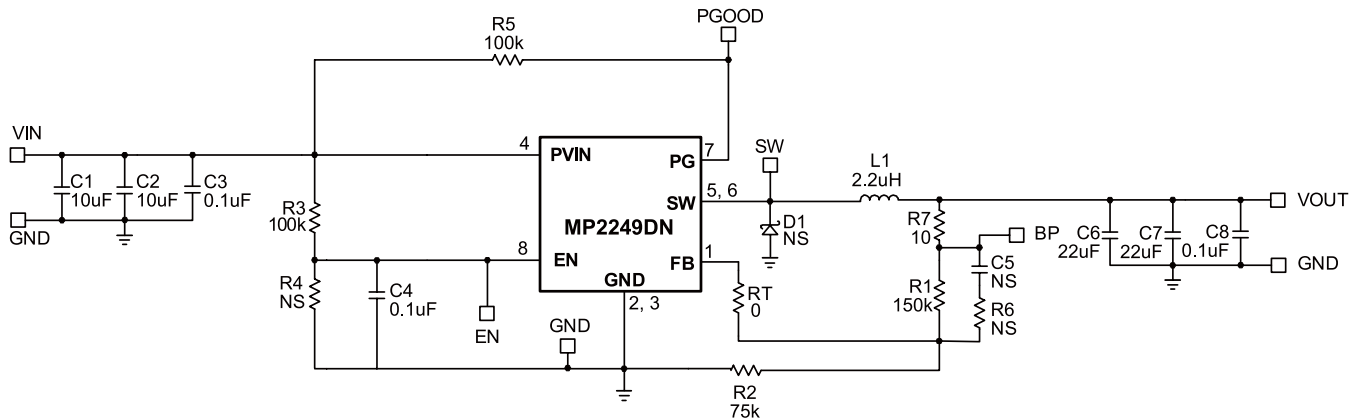 PGOOD
R5
100k
VIN
4
PVIN
PG
7
SW
L1
2.2uH
C1
10uF
C2
10uF
C3
0.1uF
GND
R3
100k
SW
5, 6
MP2249DN
D1
NS
R7
10
BP
VOUT
C6
22uF
C7
22uF
C8
0.1uF
GND
8
EN
FB
1
GND
2, 3
C5
NS
R4
NS
C4
0.1uF
EN
RT
0
R1
150k
R6
NS
GND
R2
75k